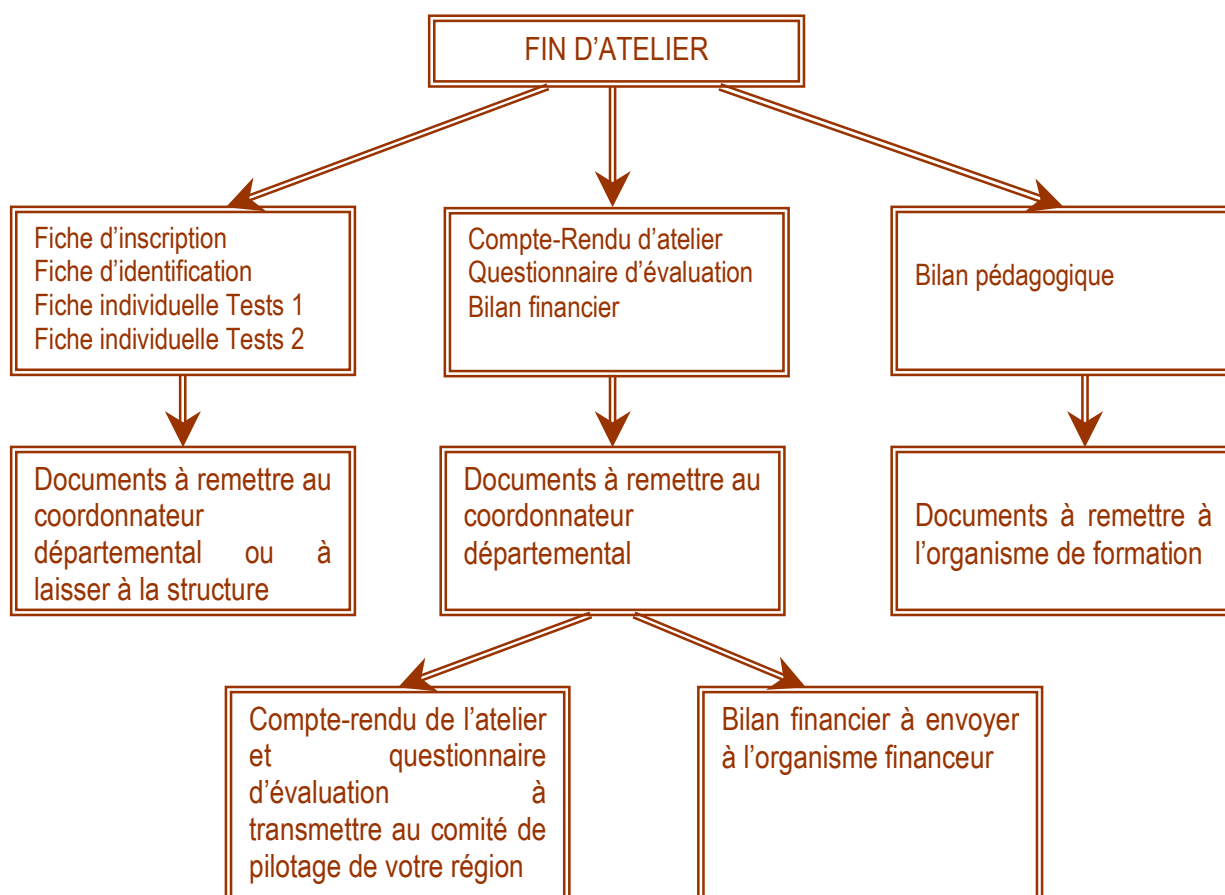 FIN D’ATELIER
Fiche d’inscription
Fiche d’identification
Fiche individuelle Tests 1
Fiche individuelle Tests 2
Compte-Rendu d’atelier
Questionnaire d’évaluation
Bilan financier
Bilan pédagogique
Documents à remettre au
coordonnateur
départemental ou à
laisser à la structure
Documents à remettre au
coordonnateur
départemental
Documents à remettre à
l’organisme de formation
Compte-rendu de l’atelier
et questionnaire
d’évaluation à
transmettre au comité de
pilotage de votre région
Bilan financier à envoyer
à l’organisme financeur